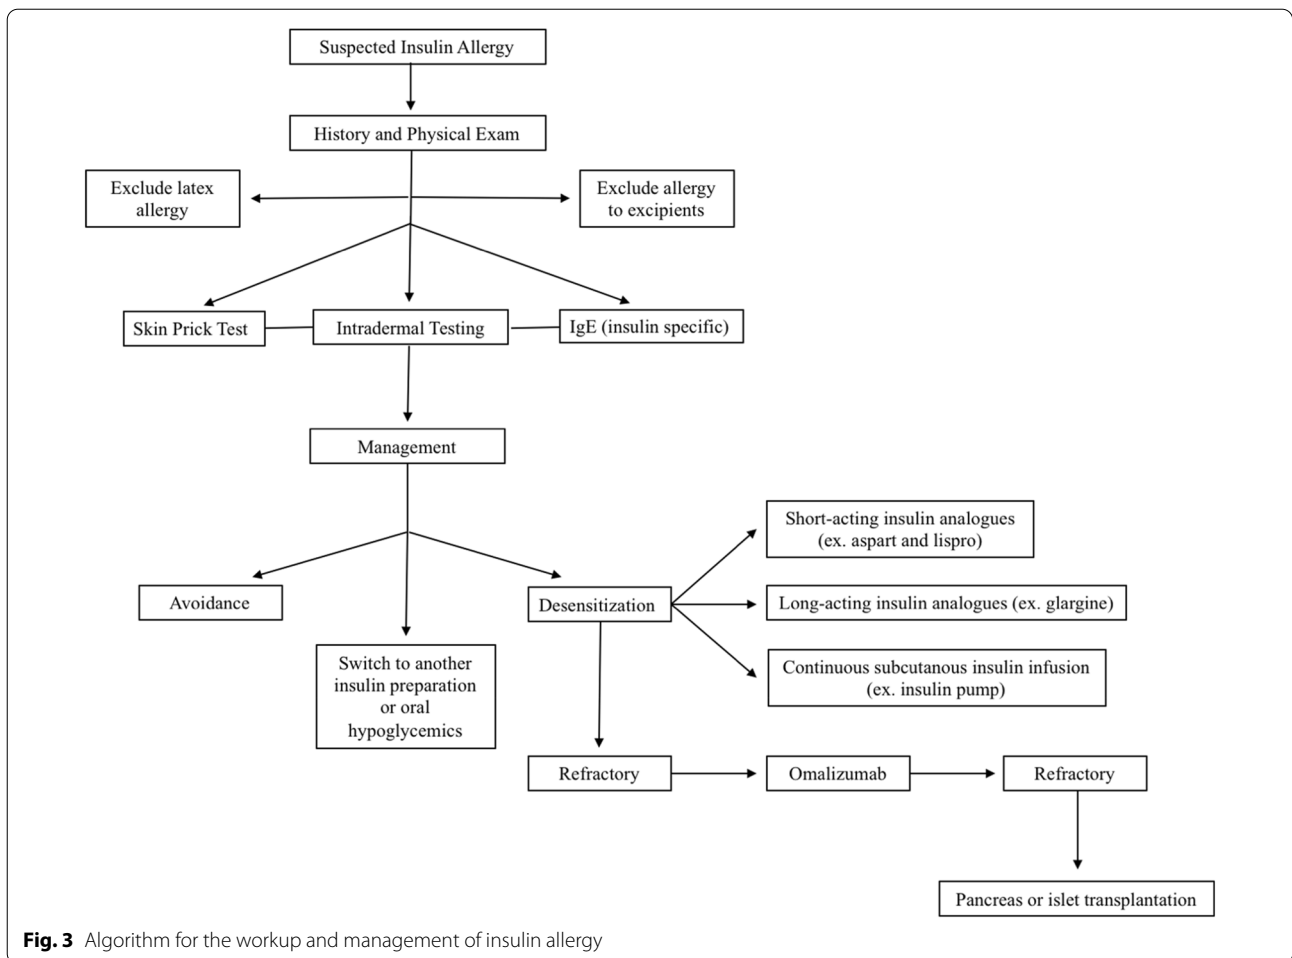 Suspected Insulin Allergy
History and Physical Exam
Exclude latex
allergy
Exclude allergy
to excipients
Skin Prick Test
Intradermal Testing
IgE (insulin specific)
Management
Avoidance
Switch to another
insulin preparation
or oral
hypoglycemics
Desensitization
Short-acting insulin analogues
(ex. aspart and lispro)
Long-acting insulin analogues (ex. glargine)
Continuous subcutanous insulin infusion
(ex. insulin pump)
Refractory
Omalizumab
Refractory
Pancreas or islet transplantation
Fig. 3 Algorithm for the workup and management of insulin allergy